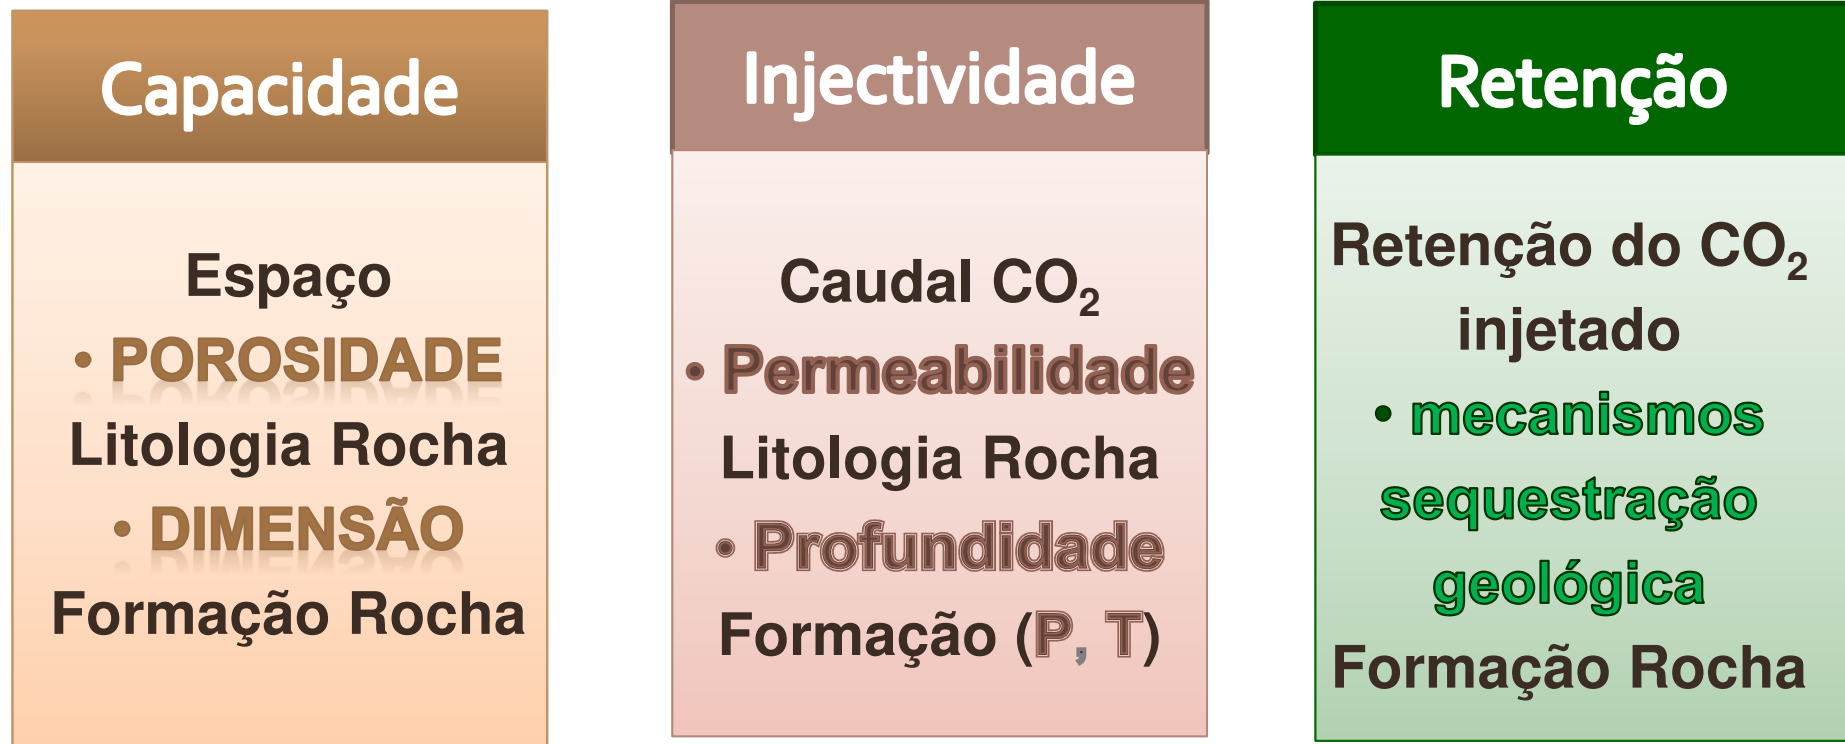 Capacidade
Espaço
• POROSIDADE
Litologia Rocha
• DIMENSÃO
Formação Rocha
Injectividade
Caudal CO₂
• Permeabilidade
Litologia Rocha
• Profundidade
Formação (P, T)
Retenção
Retenção do CO₂
injetado
• mecanismos
sequestração
geológica
Formação Rocha